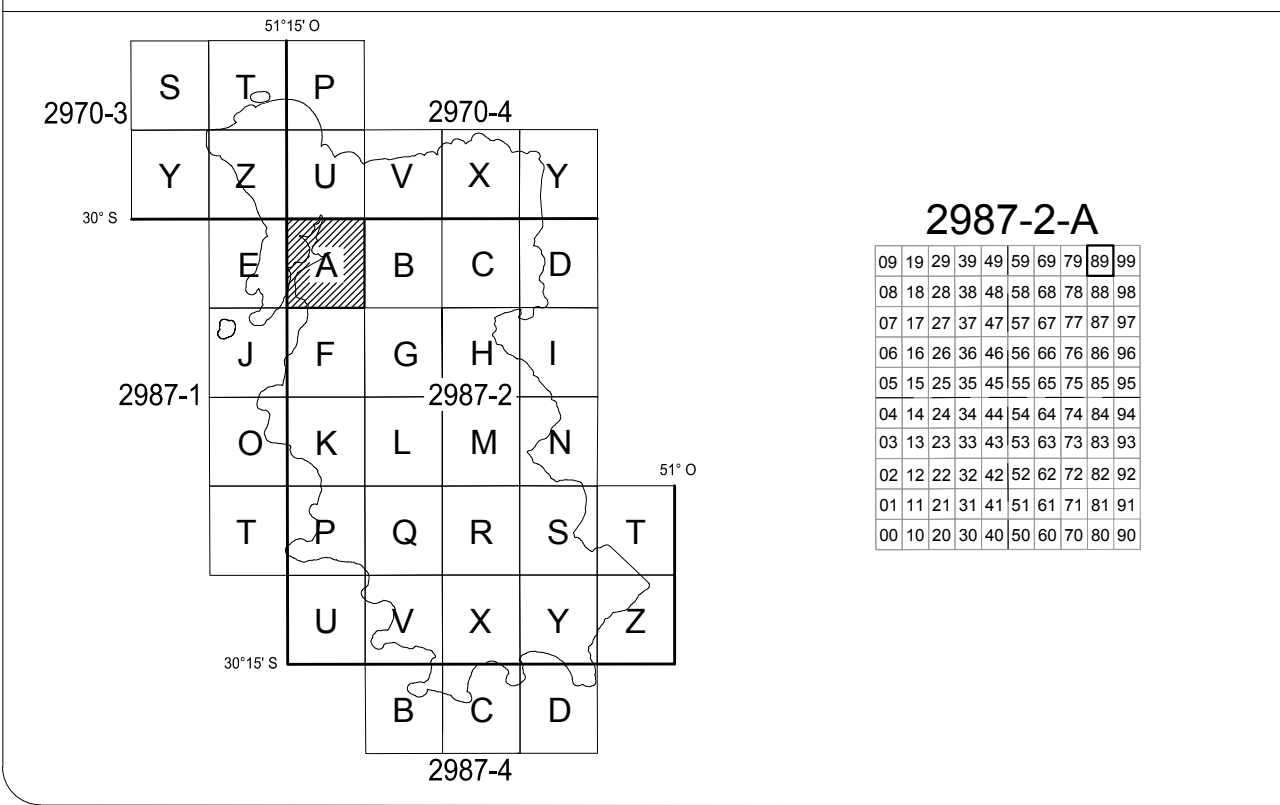 51°15' O
S T P
2970-3
2970-4
Y Z U V X Y
30° S
E A B C D
J F G H I
2987-1
2987-2
O K L M N
51° O
T P Q R S T
U V X Y Z
30°15' S
B C D
2987-4
2987-2-A
09 19 29 39 49 59 69 79 89 99
08 18 28 38 48 58 68 78 88 98
07 17 27 37 47 57 67 77 87 97
06 16 26 36 46 56 66 76 86 96
05 15 25 35 45 55 65 75 85 95
04 14 24 34 44 54 64 74 84 94
03 13 23 33 43 53 63 73 83 93
02 12 22 32 42 52 62 72 82 92
01 11 21 31 41 51 61 71 81 91
00 10 20 30 40 50 60 70 80 90